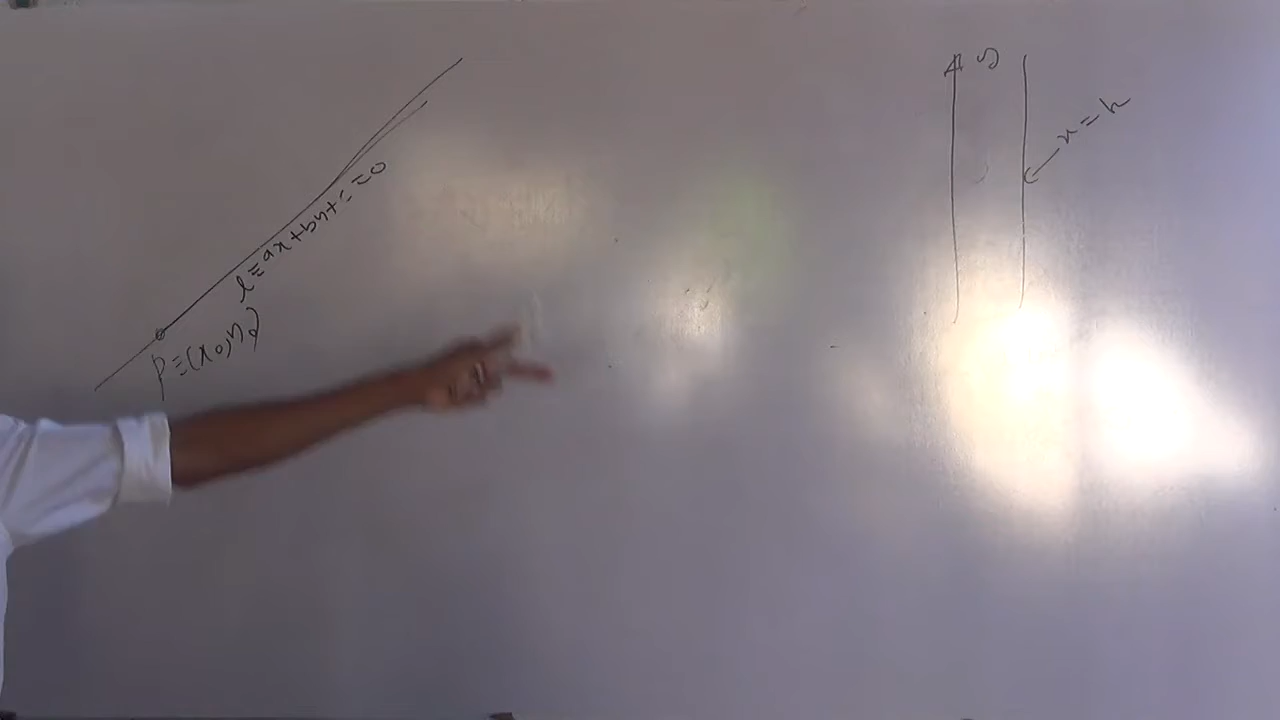 l ≡ ax+by+c=0
P≡(x₀,y₀)
y
x=h